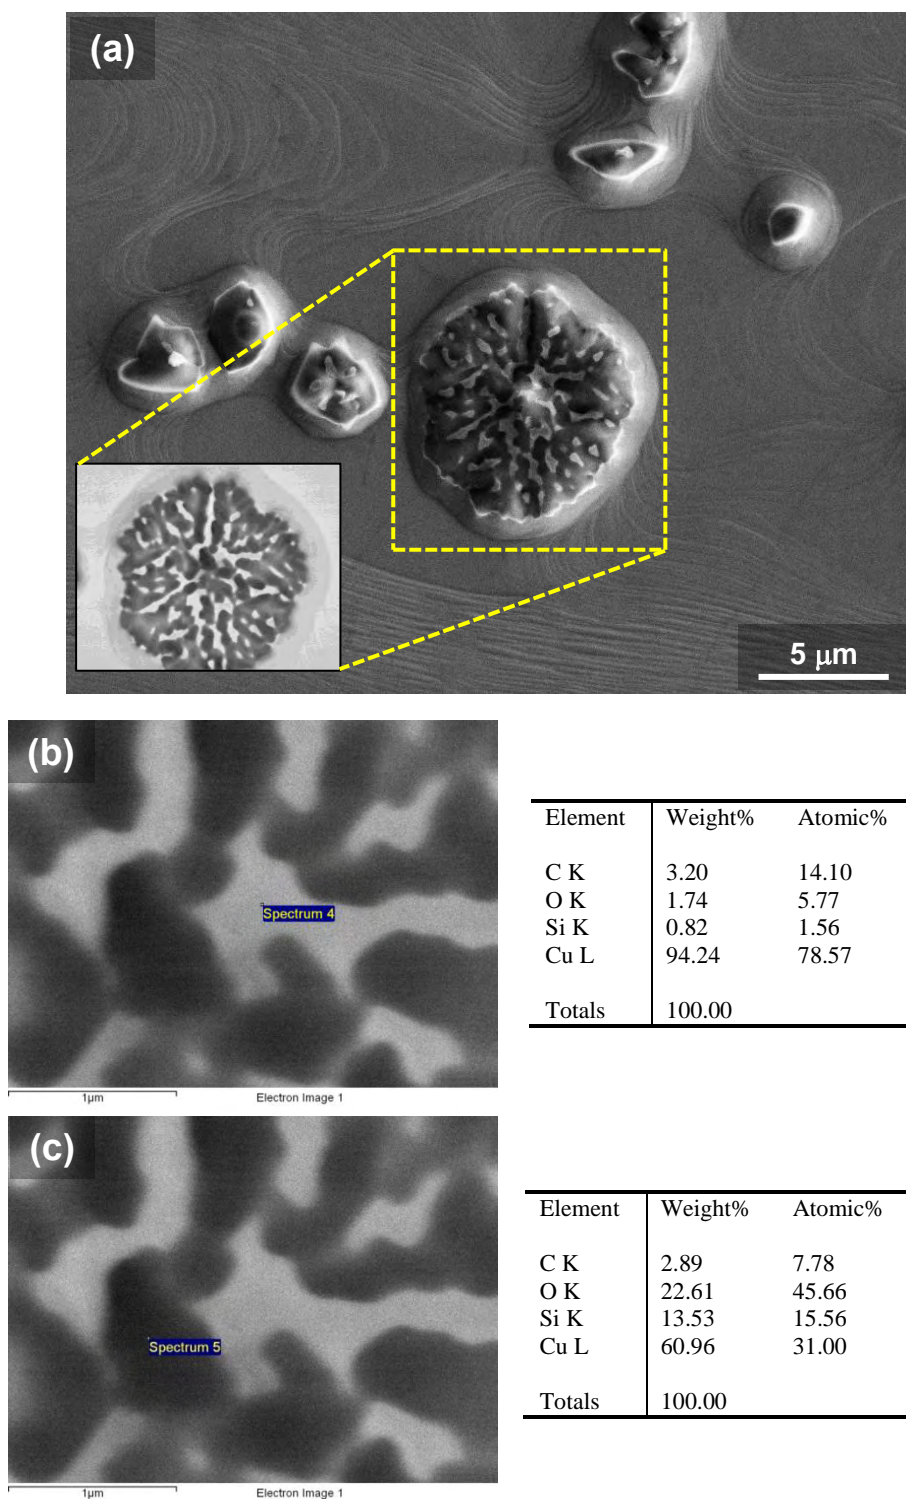 (a)
5 μm
(b)
Spectrum 4
1µm
Electron Image 1
Element Weight% Atomic%
C K 3.20 14.10
O K 1.74 5.77
Si K 0.82 1.56
Cu L 94.24 78.57
Totals 100.00
(c)
Spectrum 5
1µm
Electron Image 1
Element Weight% Atomic%
C K 2.89 7.78
O K 22.61 45.66
Si K 13.53 15.56
Cu L 60.96 31.00
Totals 100.00